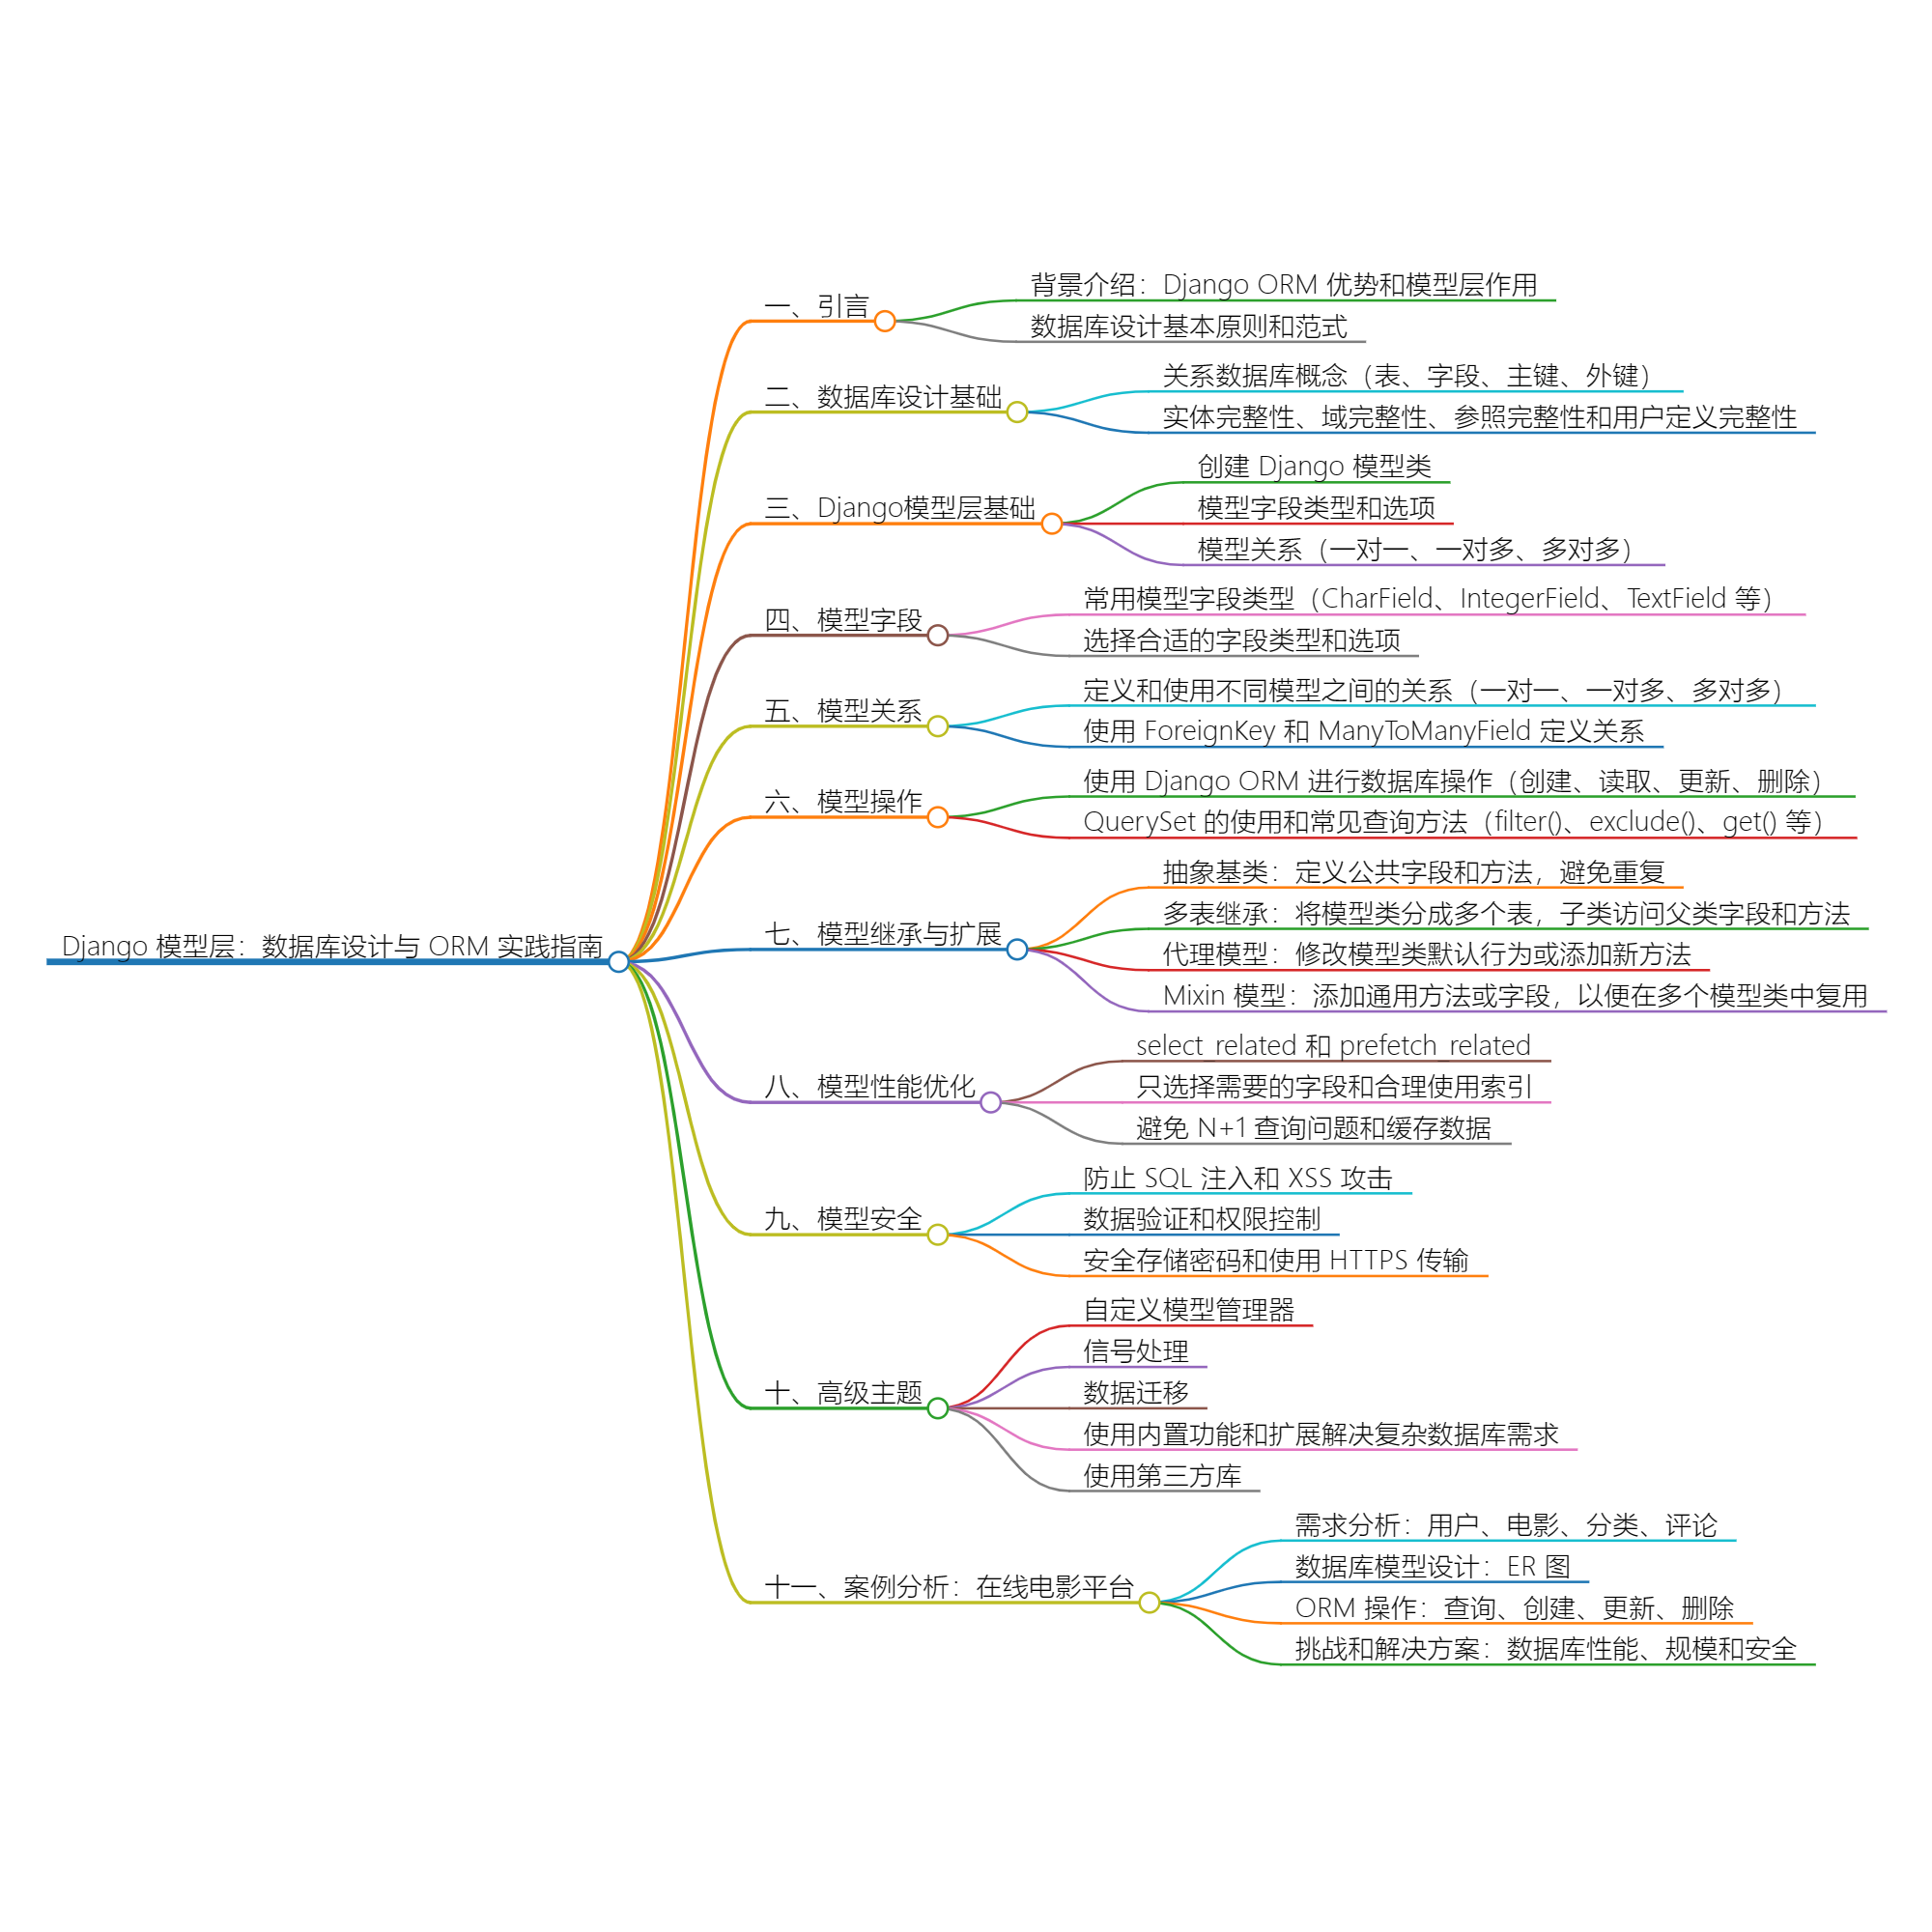 Django 模型层：数据库设计与 ORM 实践指南
一、引言
背景介绍：Django ORM 优势和模型层作用
数据库设计基本原则和范式
二、数据库设计基础
关系数据库概念（表、字段、主键、外键）
实体完整性、域完整性、参照完整性和用户定义完整性
三、Django模型层基础
创建 Django 模型类
模型字段类型和选项
模型关系（一对一、一对多、多对多）
四、模型字段
常用模型字段类型（CharField、IntegerField、TextField 等）
选择合适的字段类型和选项
五、模型关系
定义和使用不同模型之间的关系（一对一、一对多、多对多）
使用 ForeignKey 和 ManyToManyField 定义关系
六、模型操作
使用 Django ORM 进行数据库操作（创建、读取、更新、删除）
QuerySet 的使用和常见查询方法（filter()、exclude()、get() 等）
七、模型继承与扩展
抽象基类：定义公共字段和方法，避免重复
多表继承：将模型类分成多个表，子类访问父类字段和方法
代理模型：修改模型类默认行为或添加新方法
Mixin 模型：添加通用方法或字段，以便在多个模型类中复用
八、模型性能优化
select_related 和 prefetch_related
只选择需要的字段和合理使用索引
避免 N+1 查询问题和缓存数据
九、模型安全
防止 SQL 注入和 XSS 攻击
数据验证和权限控制
安全存储密码和使用 HTTPS 传输
十、高级主题
自定义模型管理器
信号处理
数据迁移
使用内置功能和扩展解决复杂数据库需求
使用第三方库
十一、案例分析：在线电影平台
需求分析：用户、电影、分类、评论
数据库模型设计：ER 图
ORM 操作：查询、创建、更新、删除
挑战和解决方案：数据库性能、规模和安全